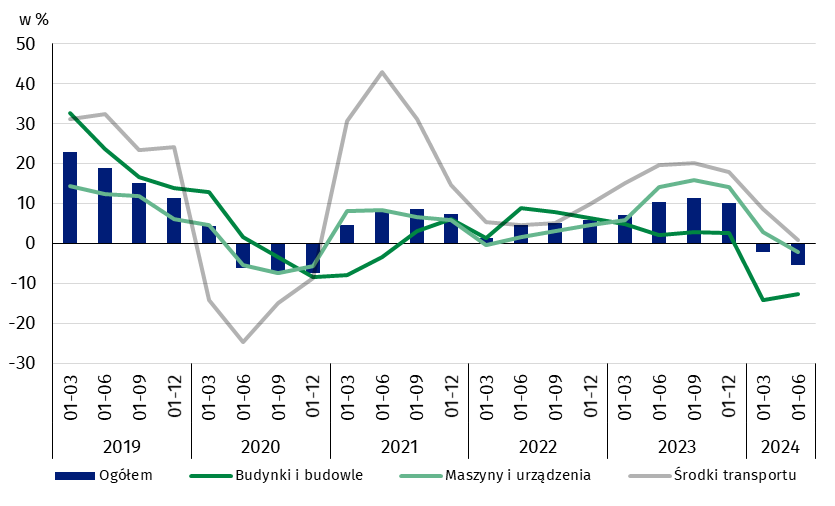 w %
50
40
30
20
10
0
-10
-20
-30
01-03 01-06 01-09 01-12 01-03 01-06 01-09 01-12 01-03 01-06 01-09 01-12 01-03 01-06 01-09 01-12 01-03 01-06 01-09 01-12 01-03 01-06
2019 2020 2021 2022 2023 2024
Ogółem Budynki i budowle Maszyny i urządzenia Środki transportu